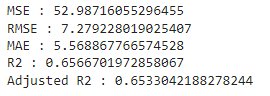 MSE : 52.98716055296455
RMSE : 7.279228019025407
MAE : 5.568867766574528
R2 : 0.6566701972858067
Adjusted R2 : 0.6533042188278244